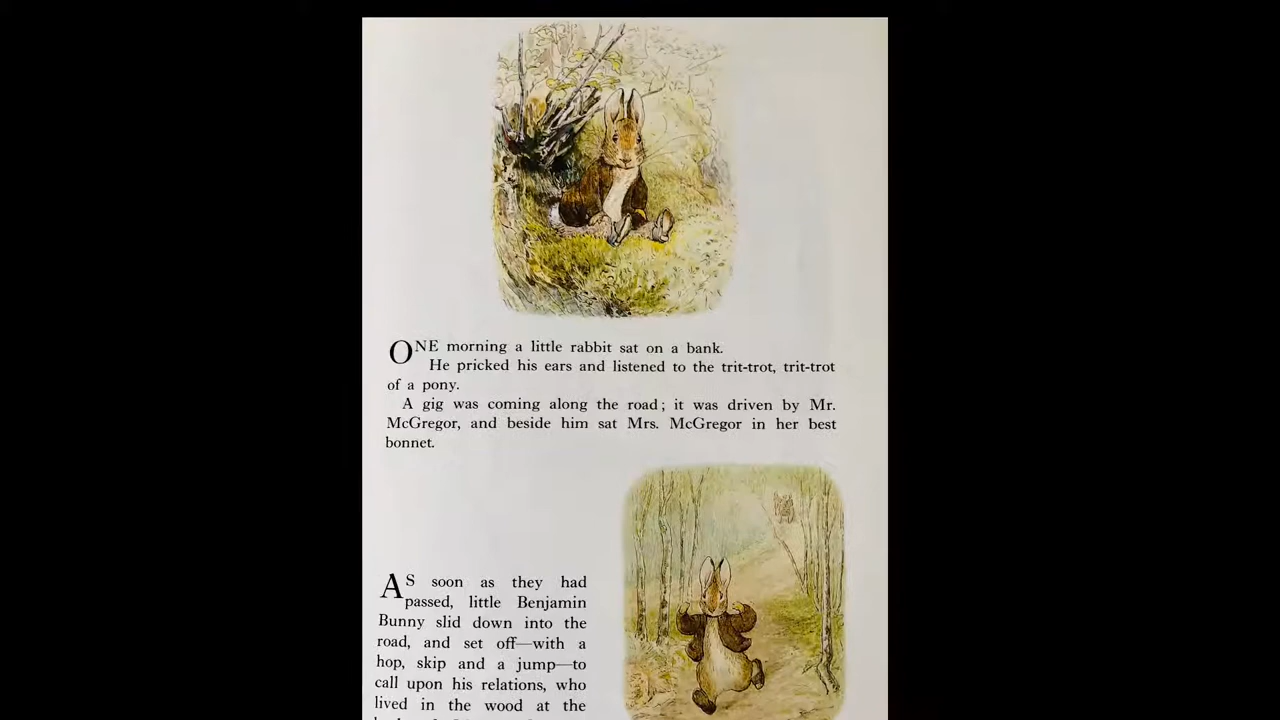 ONE morning a little rabbit sat on a bank.
He pricked his ears and listened to the trit-trot, trit-trot
of a pony.
A gig was coming along the road; it was driven by Mr.
McGregor, and beside him sat Mrs. McGregor in her best
bonnet.
AS soon as they had
passed, little Benjamin
Bunny slid down into the
road, and set off—with a
hop, skip and a jump—to
call upon his relations, who
lived in the wood at the